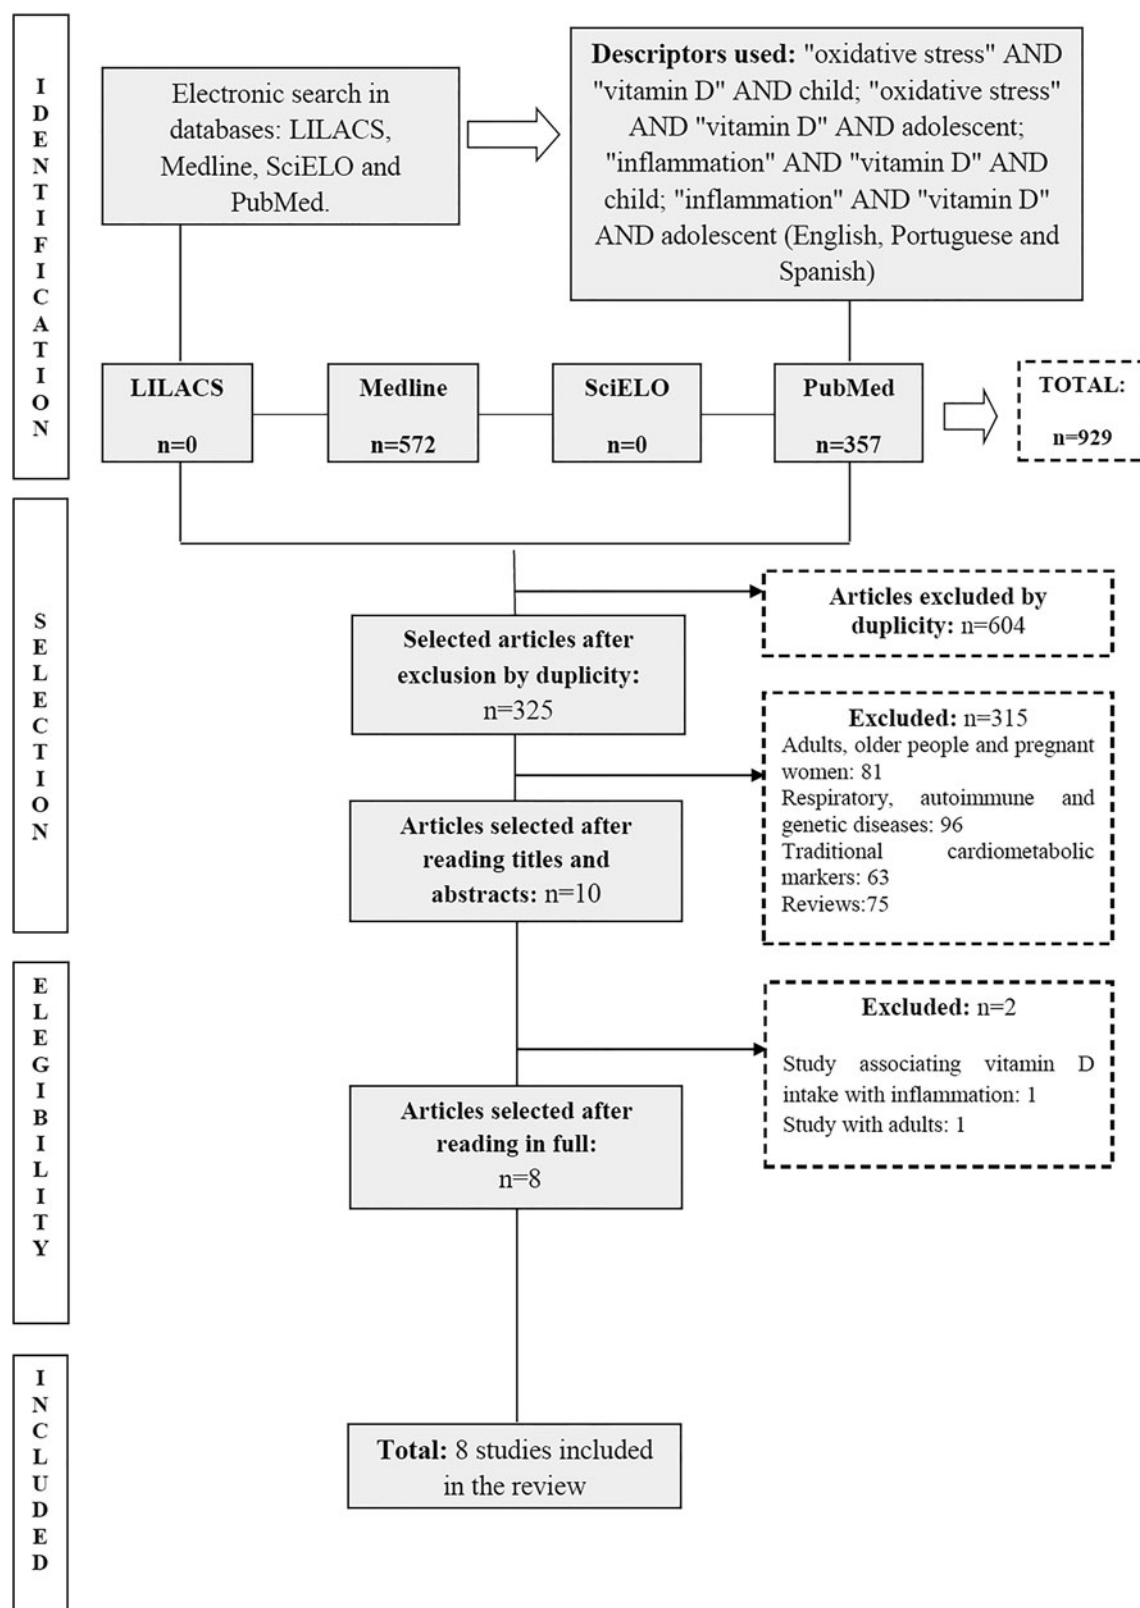 IDENTIFICATION
Electronic search in
databases: LILACS,
Medline, SciELO and
PubMed.
Descriptors used: "oxidative stress" AND
"vitamin D" AND child; "oxidative stress"
AND "vitamin D" AND adolescent;
"inflammation" AND "vitamin D" AND
child; "inflammation" AND "vitamin D"
AND adolescent (English, Portuguese and
Spanish)
LILACS
n=0
Medline
n=572
SciELO
n=0
PubMed
n=357
TOTAL:
n=929
SELECTION
Articles excluded by
duplicity: n=604
Selected articles after
exclusion by duplicity:
n=325
Excluded: n=315
Adults, older people and pregnant
women: 81
Respiratory, autoimmune and
genetic diseases: 96
Traditional cardiometabolic
markers: 63
Reviews:75
Articles selected after
reading titles and
abstracts: n=10
ELEGIBILITY
Excluded: n=2
Study associating vitamin D
intake with inflammation: 1
Study with adults: 1
Articles selected after
reading in full:
n=8
INCLUDED
Total: 8 studies included
in the review